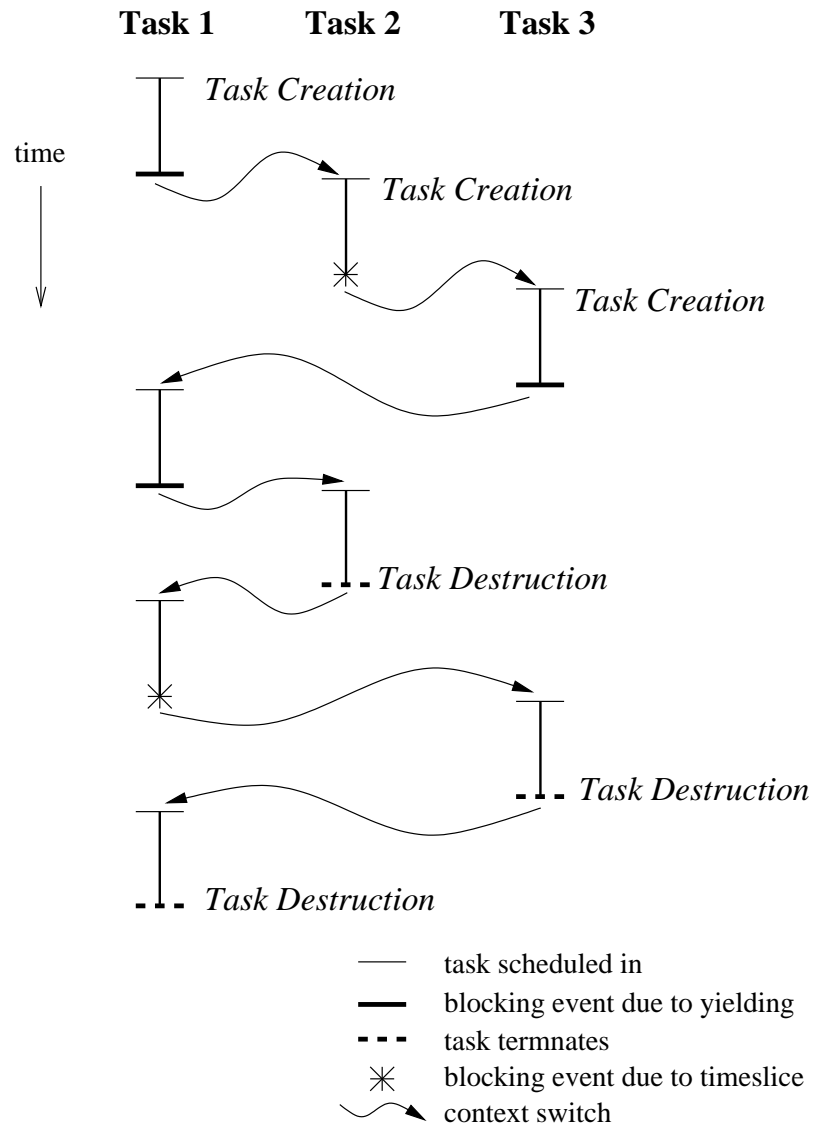 Task 1 Task 2 Task 3
Task Creation
time
Task Creation
Task Creation
Task Destruction
Task Destruction
Task Destruction
task scheduled in
blocking event due to yielding
task termnates
blocking event due to timeslice
context switch